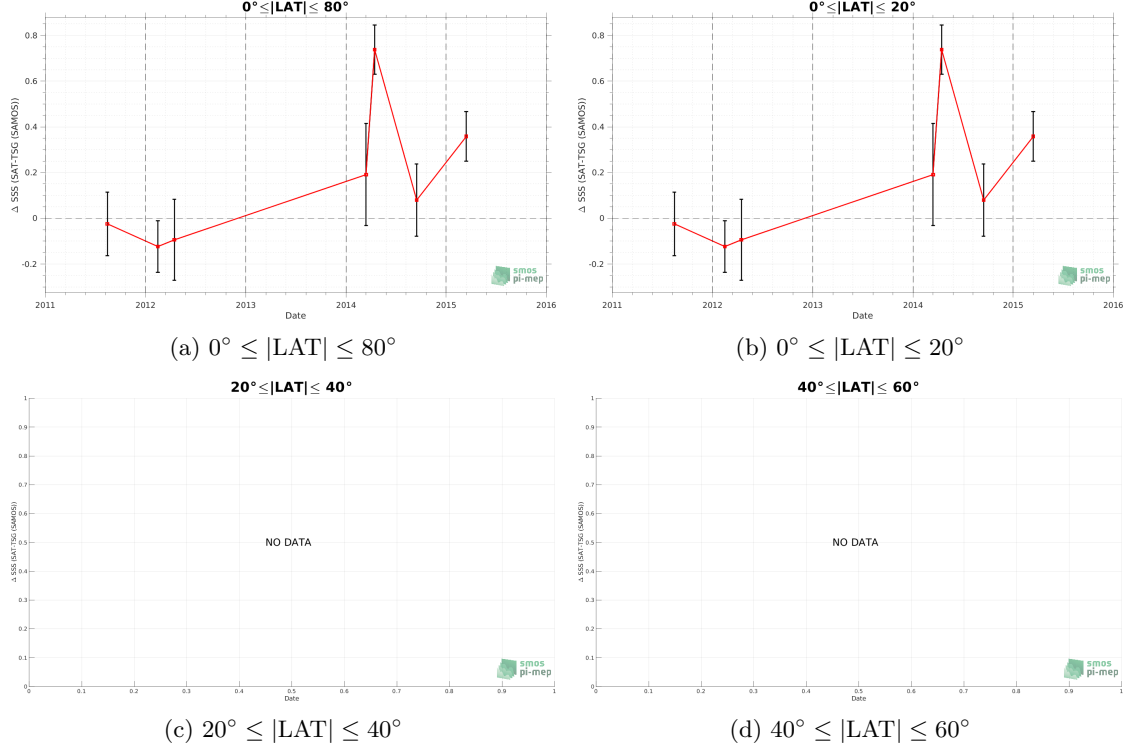 0°≤|LAT|≤ 80°
Δ SSS (SAT-TSG (SAMOS))
0.8
0.6
0.4
0.2
0
-0.2
2011
2012
2013
2014
2015
2016
Date
smos
pi-mep
(a) 0° ≤ |LAT| ≤ 80°
0°≤|LAT|≤ 20°
Δ SSS (SAT-TSG (SAMOS))
0.8
0.6
0.4
0.2
0
-0.2
2011
2012
2013
2014
2015
2016
Date
smos
pi-mep
(b) 0° ≤ |LAT| ≤ 20°
20°≤|LAT|≤ 40°
Δ SSS (SAT-TSG (SAMOS))
1
0.9
0.8
0.7
0.6
0.5
0.4
0.3
0.2
0.1
0
NO DATA
0
0.1
0.2
0.3
0.4
0.5
0.6
0.7
0.8
0.9
1
Date
smos
pi-mep
(c) 20° ≤ |LAT| ≤ 40°
40°≤|LAT|≤ 60°
Δ SSS (SAT-TSG (SAMOS))
1
0.9
0.8
0.7
0.6
0.5
0.4
0.3
0.2
0.1
0
NO DATA
0
0.1
0.2
0.3
0.4
0.5
0.6
0.7
0.8
0.9
1
Date
smos
pi-mep
(d) 40° ≤ |LAT| ≤ 60°